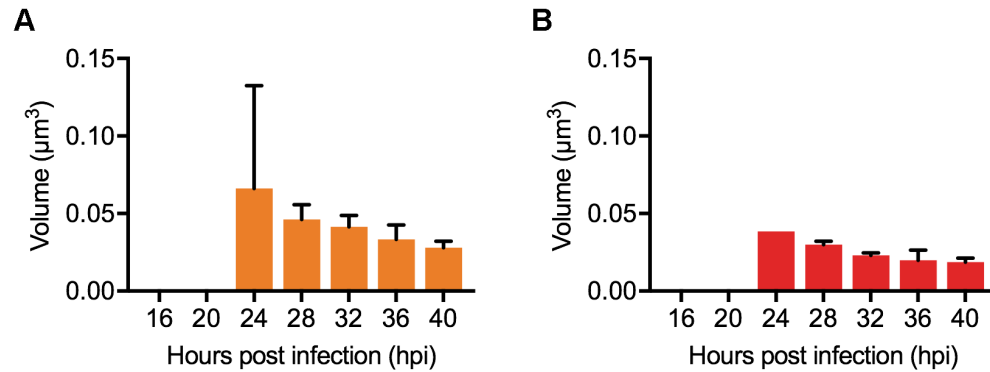 A
B
Volume (μm³)
0.15
0.10
0.05
0.00
16 20 24 28 32 36 40
Hours post infection (hpi)
Volume (μm³)
0.15
0.10
0.05
0.00
16 20 24 28 32 36 40
Hours post infection (hpi)